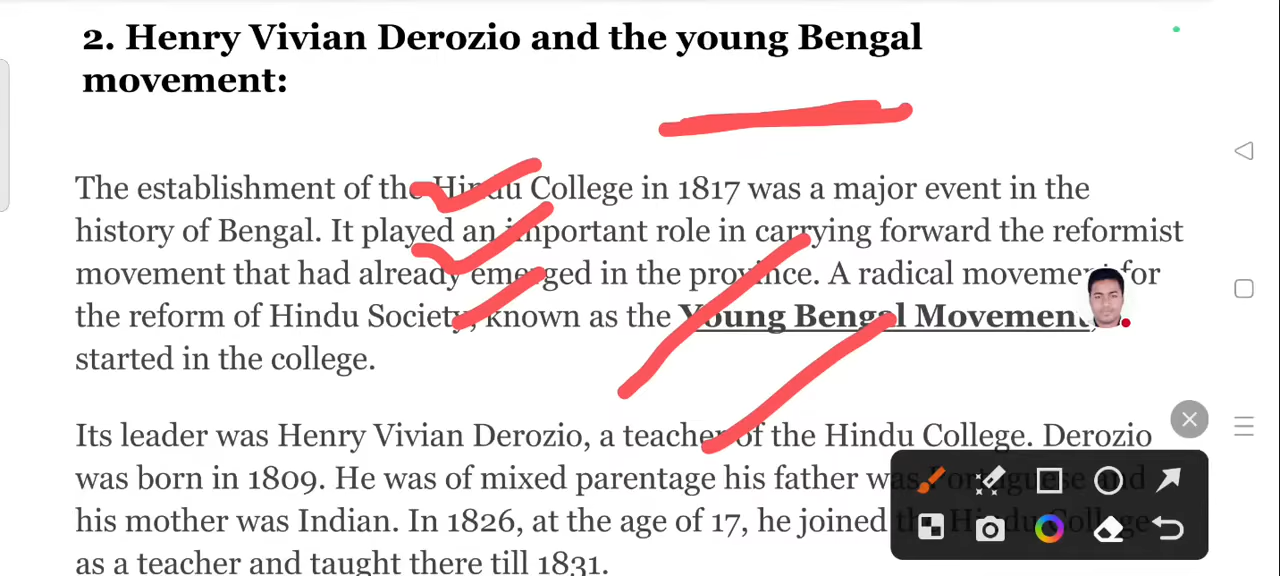 2. Henry Vivian Derozio and the young Bengal
movement:
The establishment of the Hindu College in 1817 was a major event in the
history of Bengal. It played an important role in carrying forward the reformist
movement that had already emerged in the province. A radical movement for
the reform of Hindu Society, known as the Young Bengal Movement,
started in the college.
Its leader was Henry Vivian Derozio, a teacher of the Hindu College. Derozio
was born in 1809. He was of mixed parentage his father was Portuguese and
his mother was Indian. In 1826, at the age of 17, he joined the Hindu College
as a teacher and taught there till 1831.